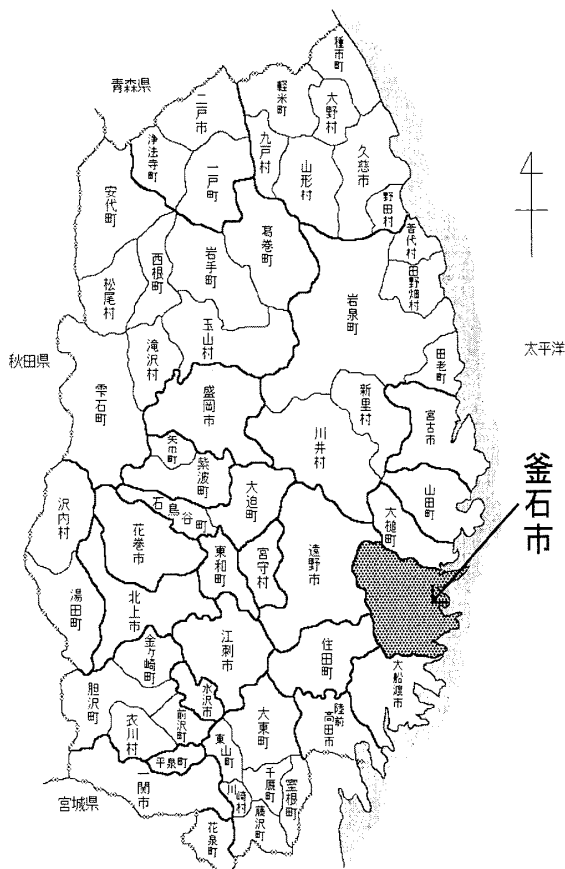 種市町
青森県
二戸市
軽米町
大野村
浄法寺町
一戸町
九戸村
山形村
久慈市
安代町
野田村
普代村
葛巻町
岩手町
西根町
松尾村
田野畑村
岩泉町
玉山村
滝沢村
秋田県
太平洋
田老町
雫石町
盛岡市
新里村
宮古市
川井村
矢巾町
紫波町
釜石市
山田町
大迫町
大槌町
沢内村
石鳥谷町
花巻市
東和町
宮守村
遠野市
湯田町
北上市
江刺市
金ヶ崎町
住田町
大船渡市
胆沢町
水沢市
前沢町
衣川村
大東町
陸前高田市
東山町
平泉町
一関市
千厩町
室根町
川崎村
宮城県
藤沢町
花泉町